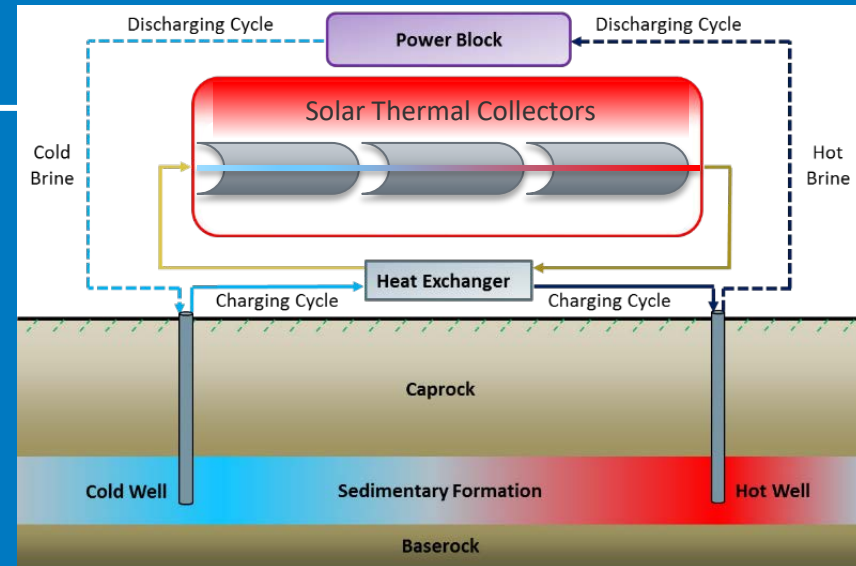 Discharging Cycle
Power Block
Discharging Cycle
Solar Thermal Collectors
Cold
Brine
Hot
Brine
Heat Exchanger
Charging Cycle
Charging Cycle
Caprock
Cold Well
Sedimentary Formation
Hot Well
Baserock